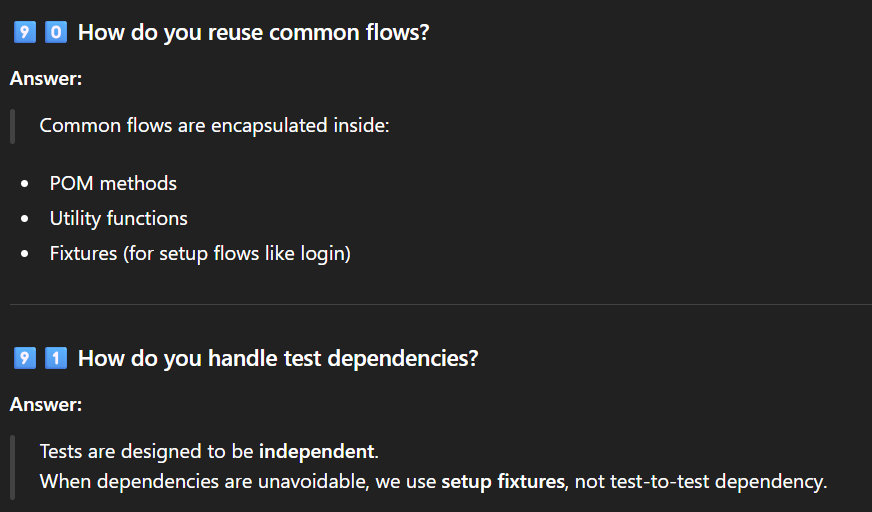 9️⃣0️⃣ How do you reuse common flows?
Answer:
Common flows are encapsulated inside:
• POM methods
• Utility functions
• Fixtures (for setup flows like login)
9️⃣1️⃣ How do you handle test dependencies?
Answer:
Tests are designed to be independent.
When dependencies are unavoidable, we use setup fixtures, not test-to-test dependency.